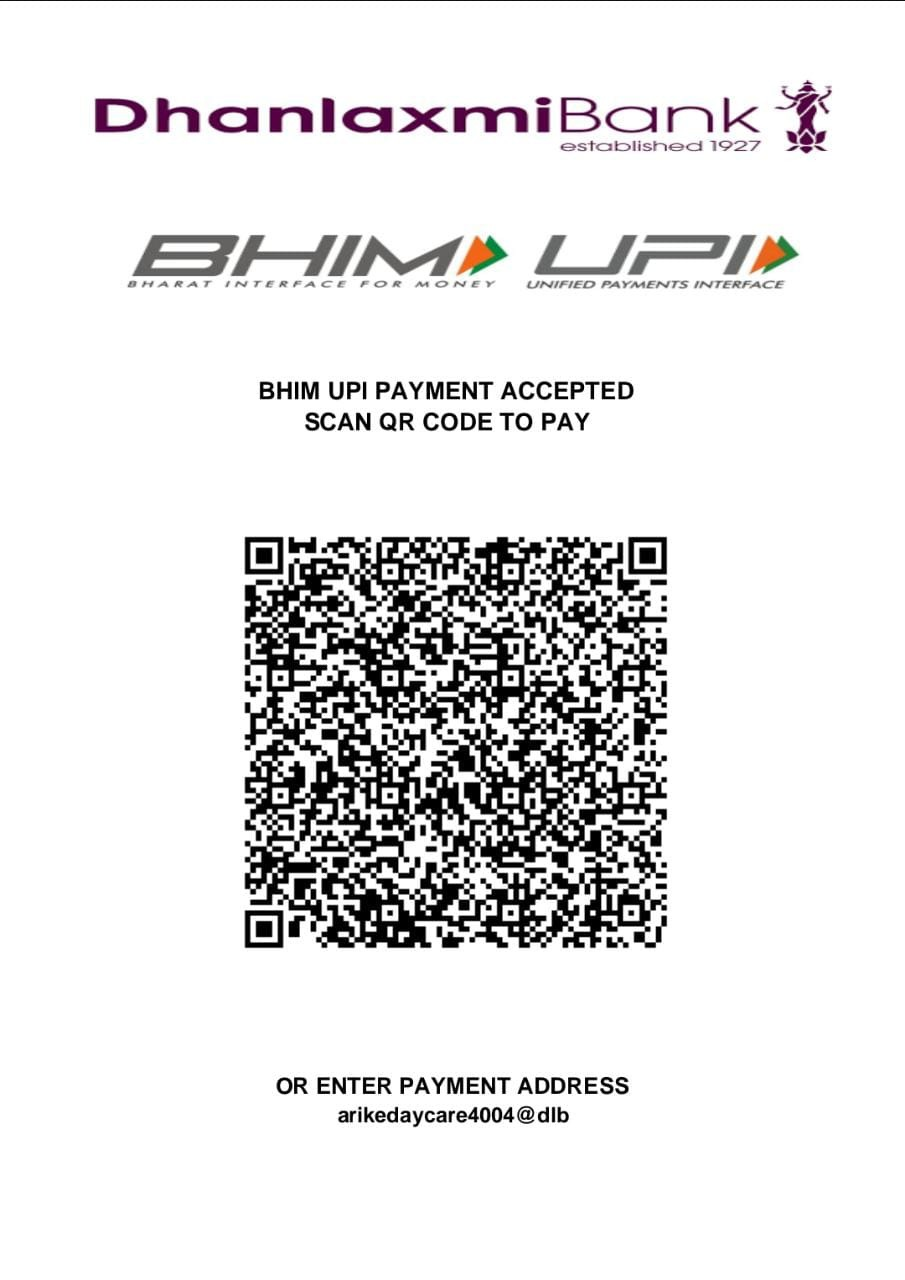 DhanlaxmiBank
established 1927
BHIM UPI
BHARAT INTERFACE FOR MONEY UNIFIED PAYMENTS INTERFACE
BHIM UPI PAYMENT ACCEPTED
SCAN QR CODE TO PAY
OR ENTER PAYMENT ADDRESS
arikedaycare4004@dlb